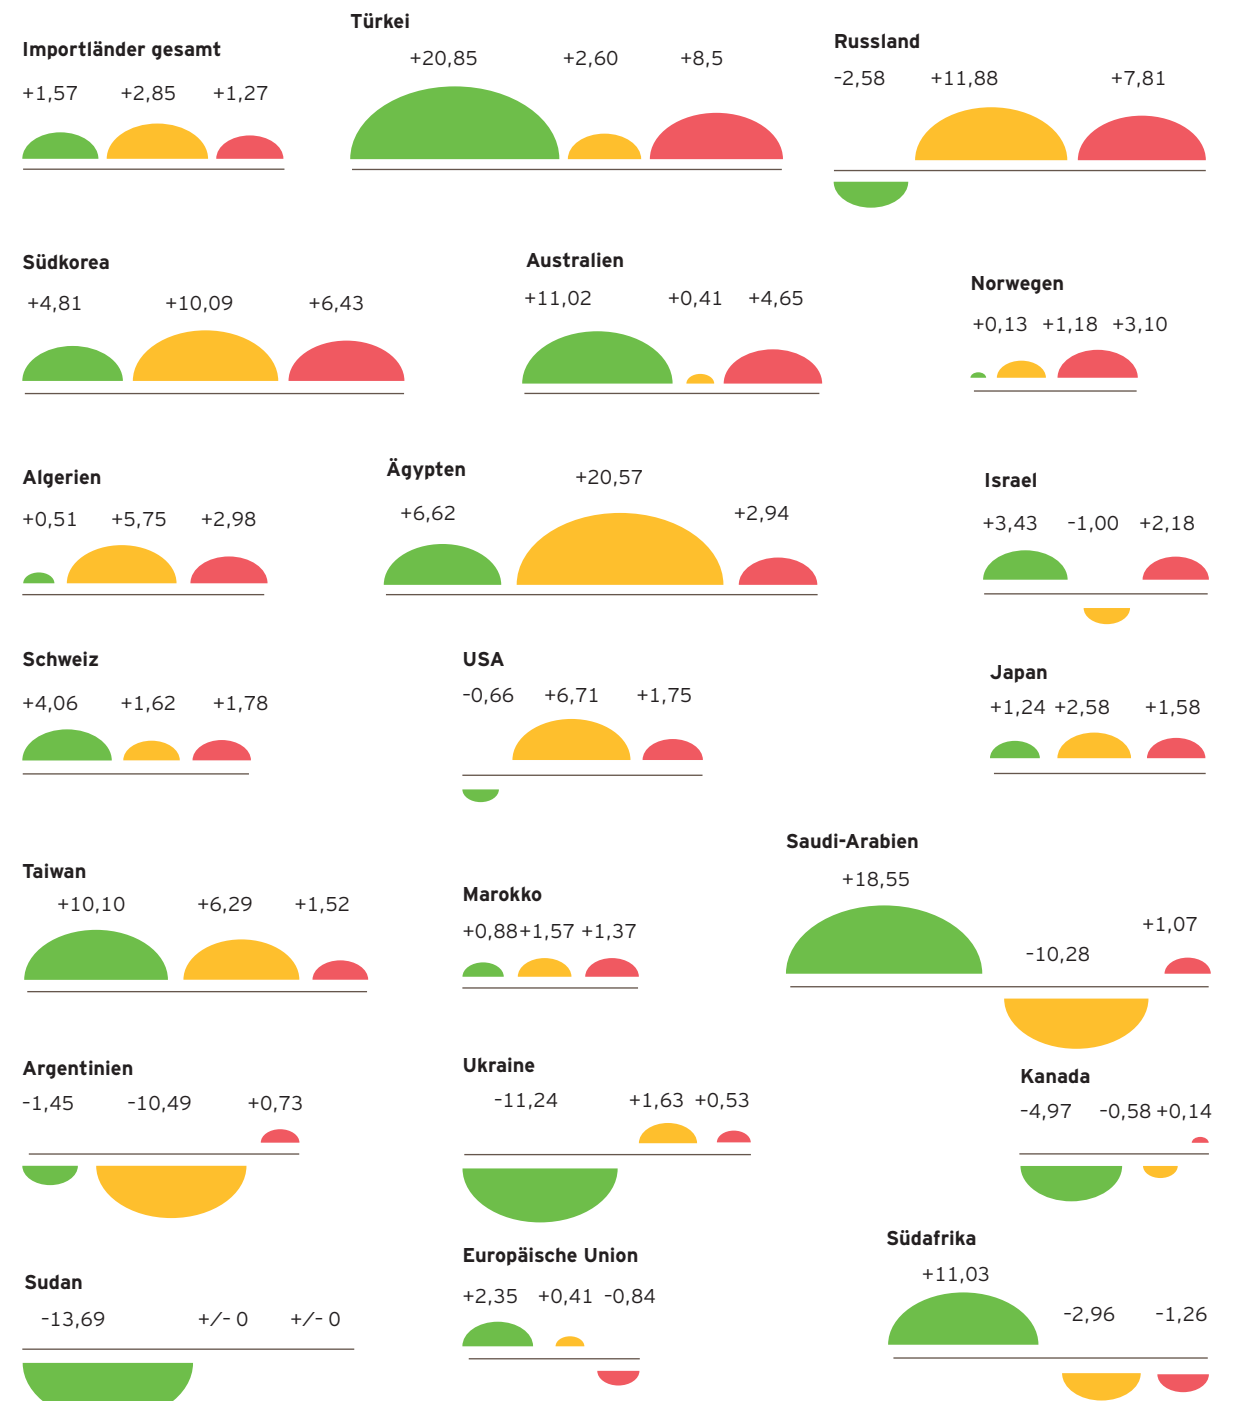 Importländer gesamt
+1,57 +2,85 +1,27
Türkei
+20,85 +2,60 +8,5
Russland
-2,58 +11,88 +7,81
Südkorea
+4,81 +10,09 +6,43
Australien
+11,02 +0,41 +4,65
Norwegen
+0,13 +1,18 +3,10
Algerien
+0,51 +5,75 +2,98
Ägypten
+20,57
+6,62 +2,94
Israel
+3,43 -1,00 +2,18
Schweiz
+4,06 +1,62 +1,78
USA
-0,66 +6,71 +1,75
Japan
+1,24 +2,58 +1,58
Taiwan
+10,10 +6,29 +1,52
Marokko
+0,88 +1,57 +1,37
Saudi-Arabien
+18,55
+1,07
-10,28
Argentinien
-1,45 -10,49 +0,73
Ukraine
-11,24 +1,63 +0,53
Kanada
-4,97 -0,58 +0,14
Sudan
-13,69 +/- 0 +/- 0
Europäische Union
+2,35 +0,41 -0,84
Südafrika
+11,03
-2,96 -1,26